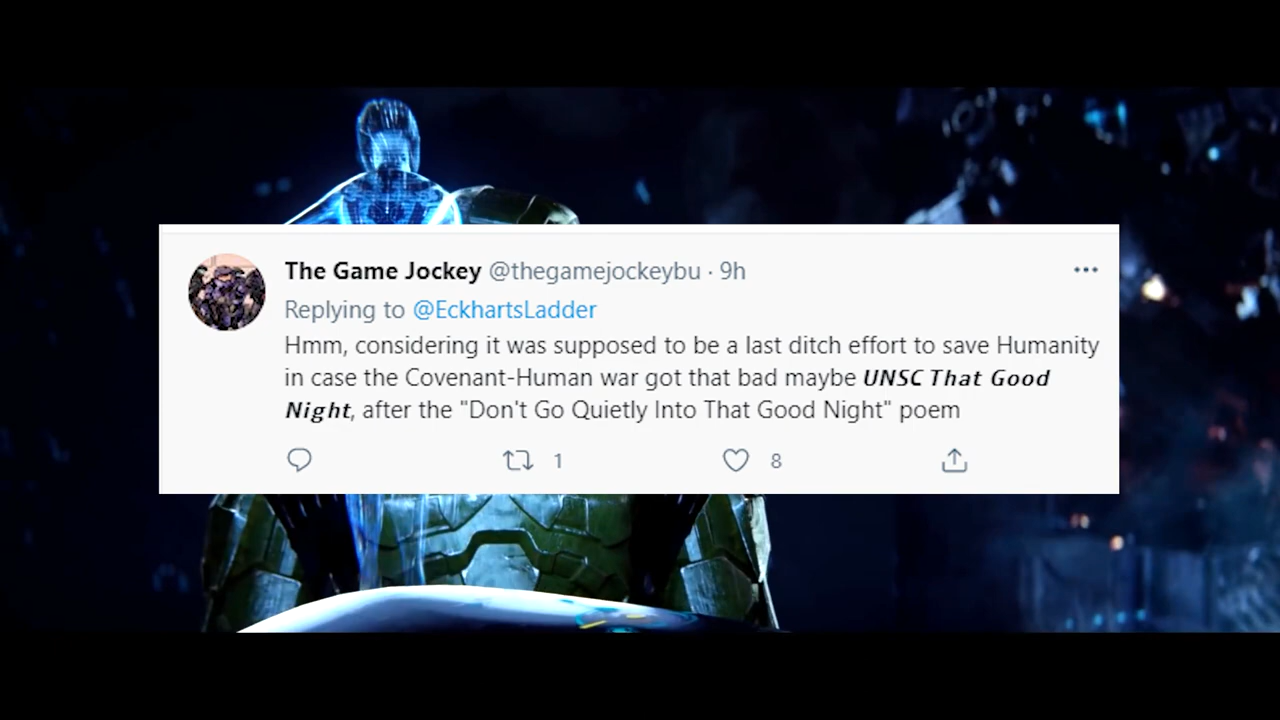 The Game Jockey @thegamejockeybu · 9h
Replying to @EckhartsLadder
Hmm, considering it was supposed to be a last ditch effort to save Humanity
in case the Covenant-Human war got that bad maybe UNSC That Good
Night, after the "Don't Go Quietly Into That Good Night" poem
1 8